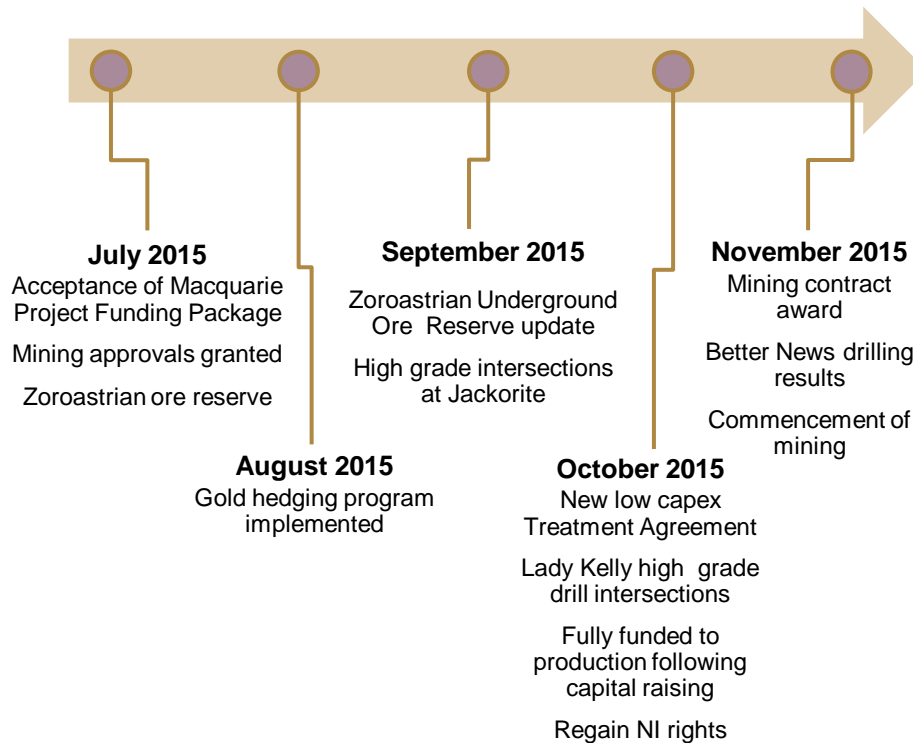 July 2015
Acceptance of Macquarie
Project Funding Package
Mining approvals granted
Zoroastrian ore reserve
August 2015
Gold hedging program
implemented
September 2015
Zoroastrian Underground
Ore Reserve update
High grade intersections
at Jackorite
October 2015
New low capex
Treatment Agreement
Lady Kelly high grade
drill intersections
Fully funded to
production following
capital raising
Regain NI rights
November 2015
Mining contract
award
Better News drilling
results
Commencement of
mining